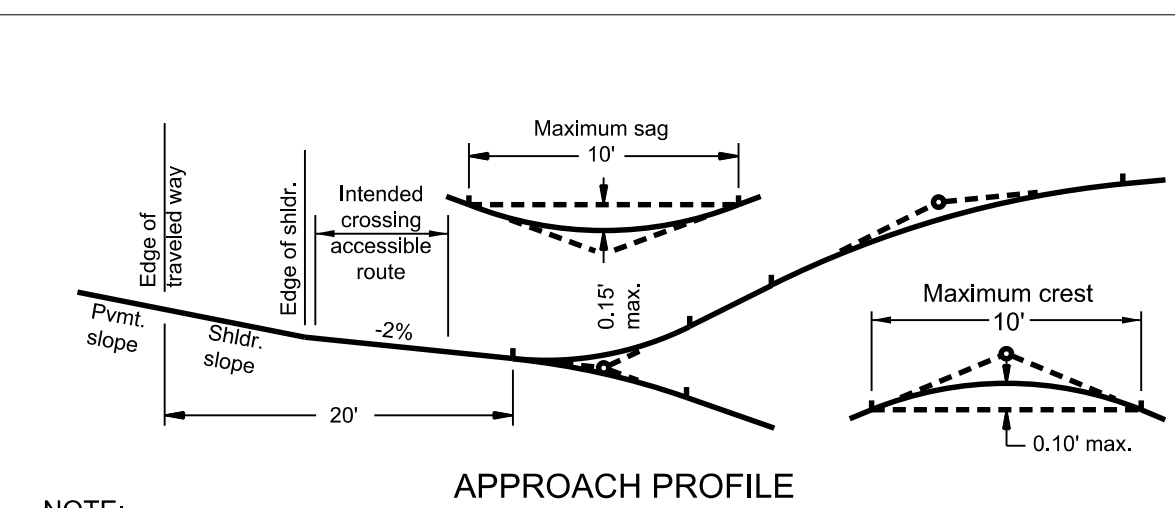 Maximum sag
10'
Edge of
traveled way
Edge of shldr.
Intended
crossing
accessible
route
0.15'
max.
Maximum crest
10'
Pvmt.
slope
Shldr.
slope
-2%
20'
0.10' max.
APPROACH PROFILE
NOTE: